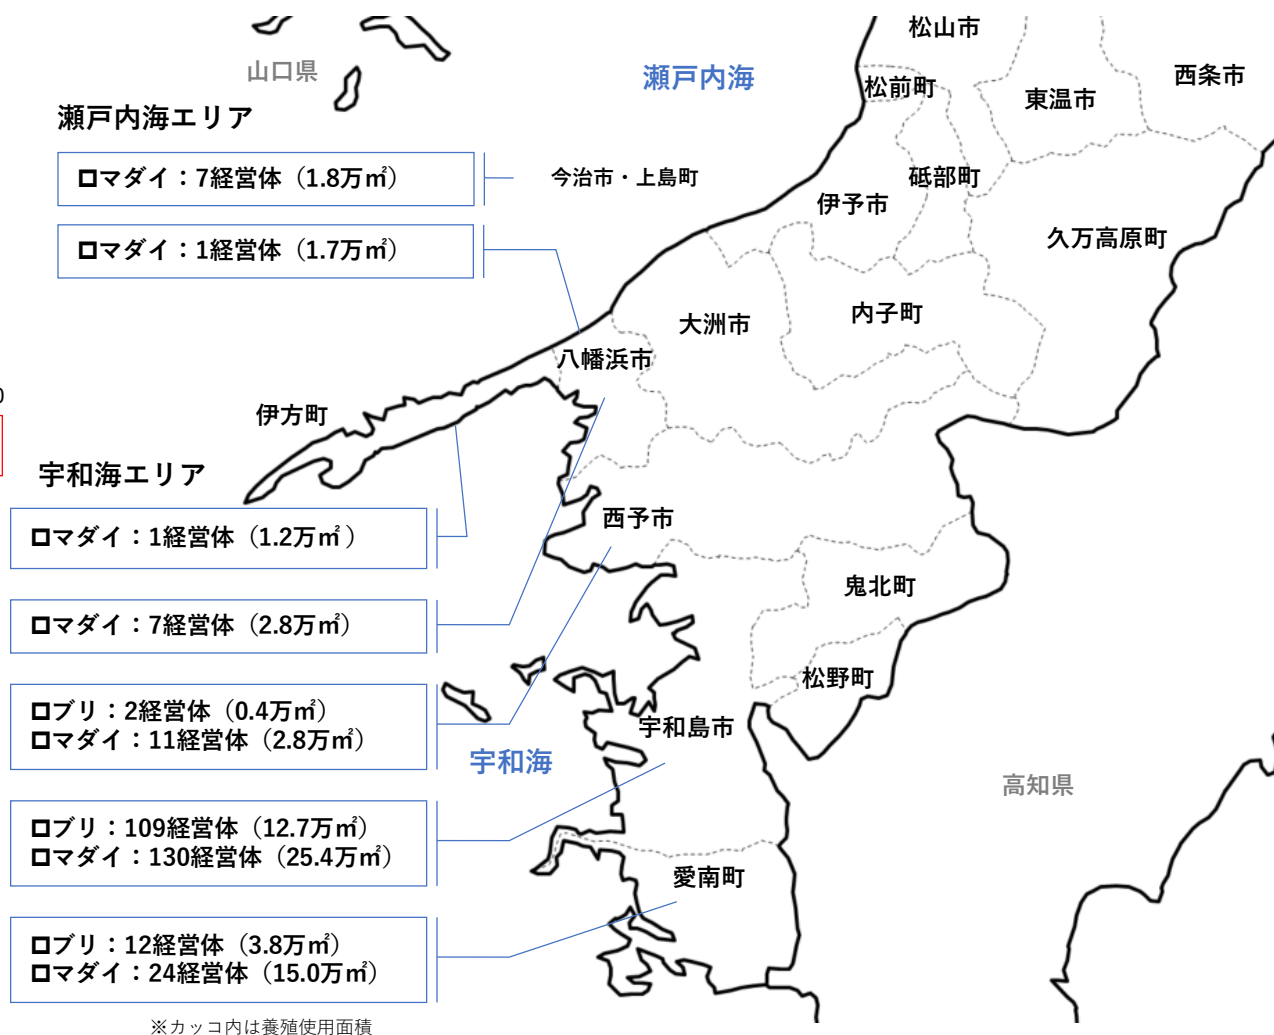 松山市
山口県
瀬戸内海
松前町
東温市
西条市
瀬戸内海エリア
ロマダイ：7経営体（1.8万㎡）
今治市・上島町
砥部町
伊予市
ロマダイ：1経営体（1.7万㎡）
久万高原町
大洲市
内子町
八幡浜市
伊方町
宇和海エリア
ロマダイ：1経営体（1.2万㎡）
西予市
鬼北町
ロマダイ：7経営体（2.8万㎡）
松野町
ロブリ：2経営体（0.4万㎡）
ロマダイ：11経営体（2.8万㎡）
宇和島市
宇和海
高知県
ロブリ：109経営体（12.7万㎡）
ロマダイ：130経営体（25.4万㎡）
愛南町
ロブリ：12経営体（3.8万㎡）
ロマダイ：24経営体（15.0万㎡）
※カッコ内は養殖使用面積